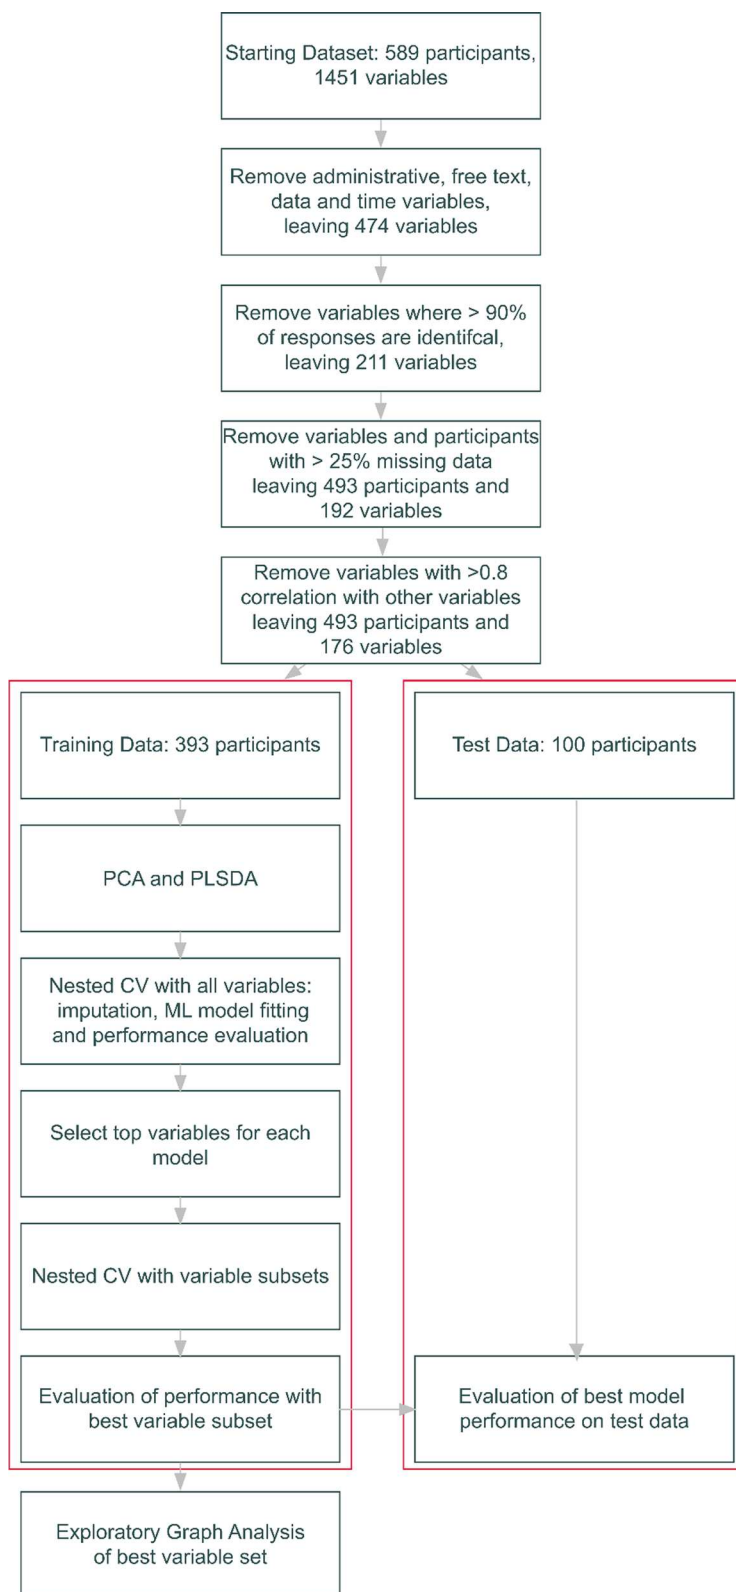 Starting Dataset: 589 participants,
1451 variables
Remove administrative, free text,
data and time variables,
leaving 474 variables
Remove variables where > 90%
of responses are identifcal,
leaving 211 variables
Remove variables and participants
with > 25% missing data
leaving 493 participants and
192 variables
Remove variables with >0.8
correlation with other variables
leaving 493 participants and
176 variables
Training Data: 393 participants
Test Data: 100 participants
PCA and PLSDA
Nested CV with all variables:
imputation, ML model fitting
and performance evaluation
Select top variables for each
model
Nested CV with variable subsets
Evaluation of performance with
best variable subset
Evaluation of best model
performance on test data
Exploratory Graph Analysis
of best variable set